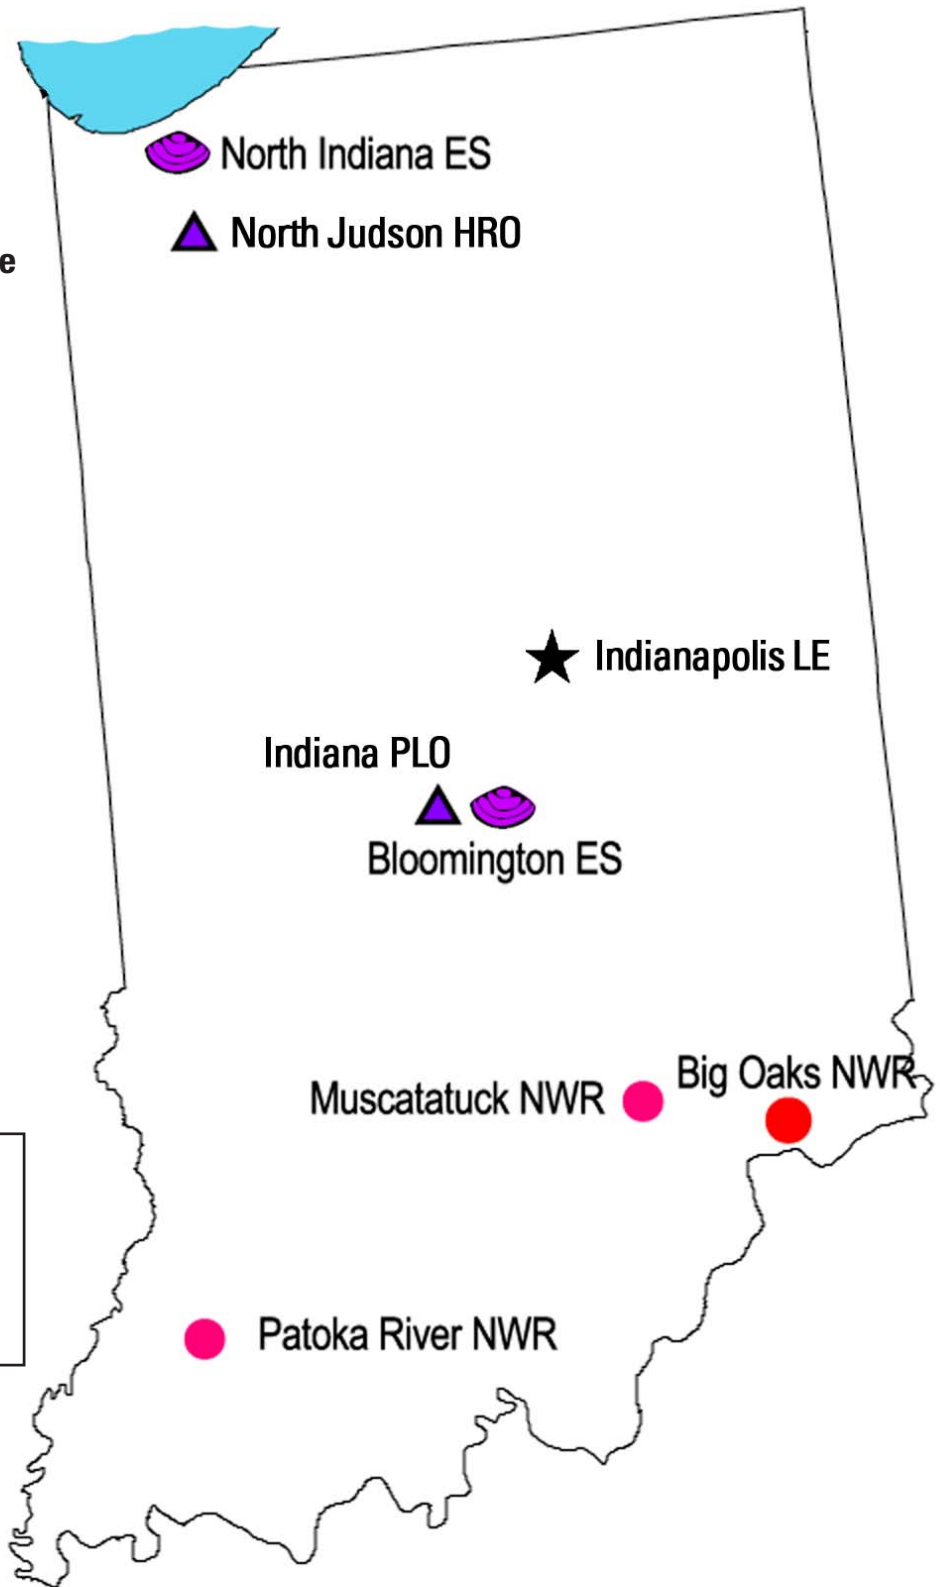 North Indiana ES
North Judson HRO
e
Indianapolis LE
Indiana PLO
Bloomington ES
Big Oaks NWR
Muscatatuck NWR
Patoka River NWR